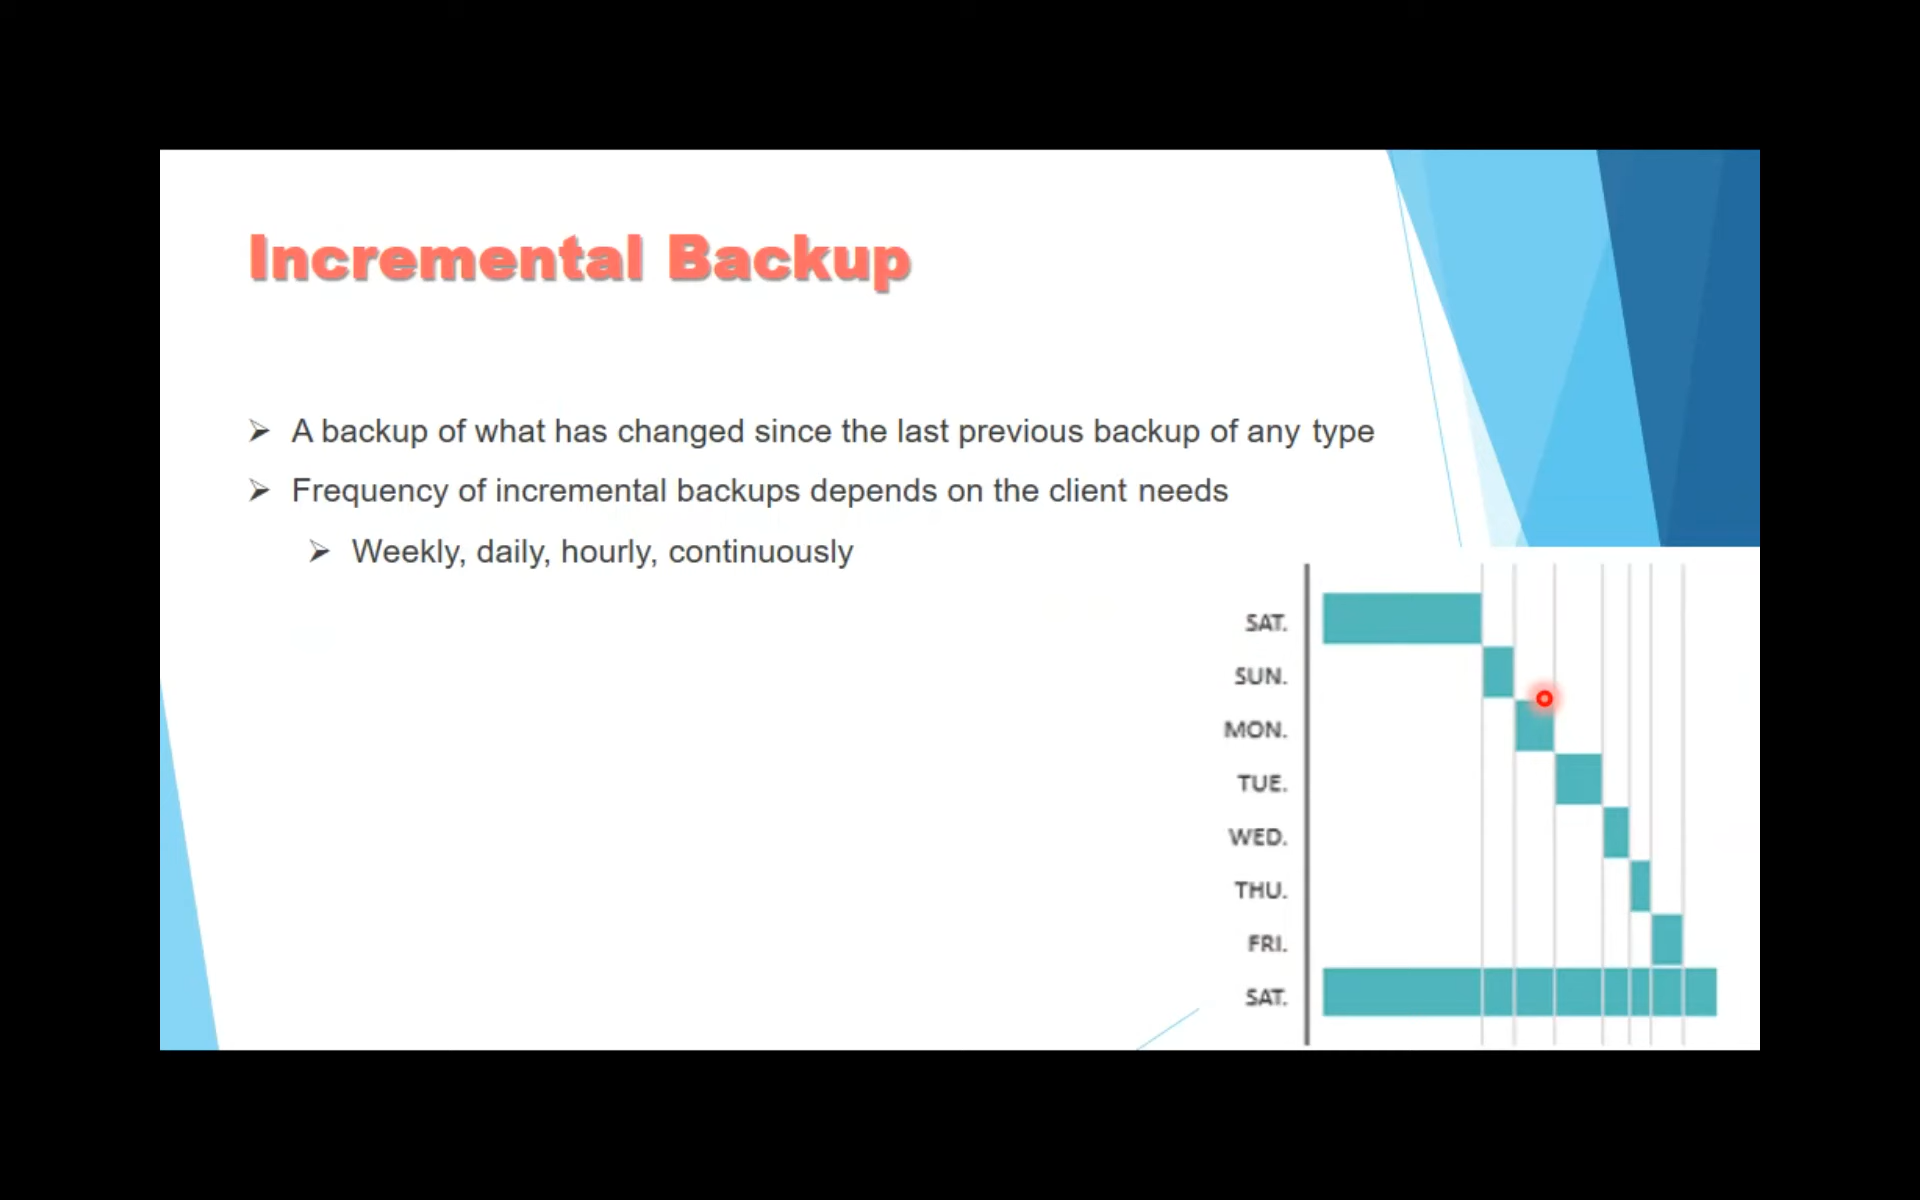 Incremental Backup
A backup of what has changed since the last previous backup of any type
Frequency of incremental backups depends on the client needs
Weekly, daily, hourly, continuously
SAT.
SUN.
MON.
TUE.
WED.
THU.
FRI.
SAT.